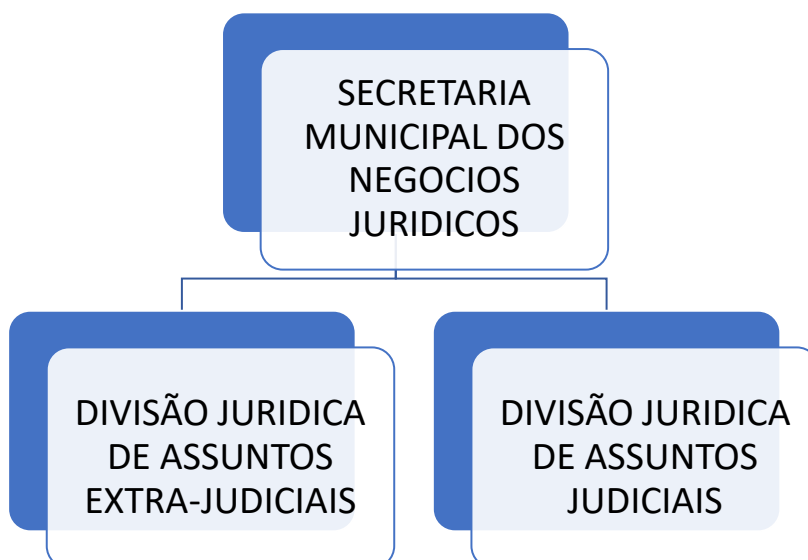 SECRETARIA
MUNICIPAL DOS
NEGOCIOS
JURIDICOS
DIVISÃO JURIDICA
DE ASSUNTOS
EXTRA-JUDICIAIS
DIVISÃO JURIDICA
DE ASSUNTOS
JUDICIAIS